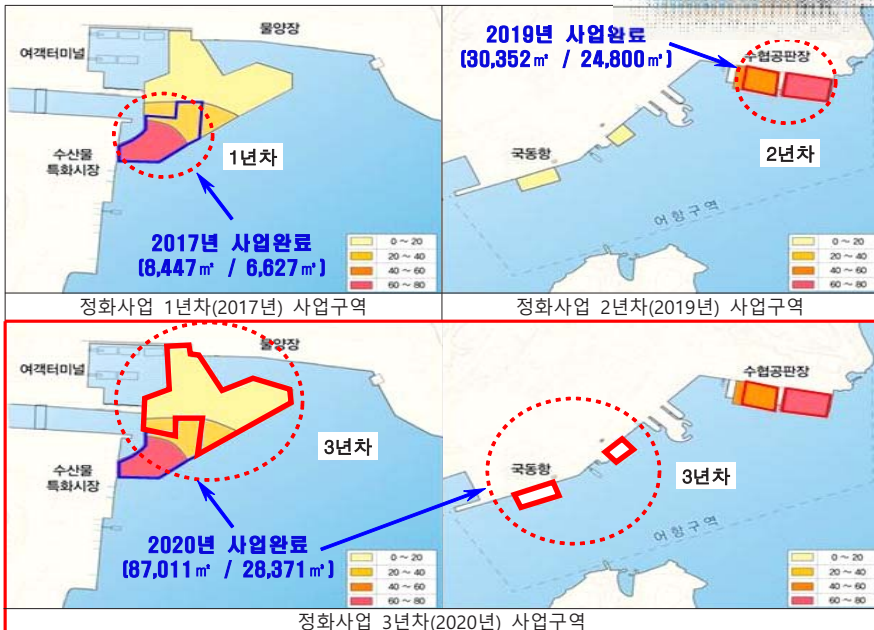 물양장
여객터미널
수산물
특화시장
1년차
2017년 사업완료
(8,447㎡ / 6,627㎥)
0 ~ 20
20 ~ 40
40 ~ 60
60 ~ 80
2019년 사업완료
(30,352㎡ / 24,800㎥)
수협공판장
2년차
국동항
어항구역
0 ~ 20
20 ~ 40
40 ~ 60
60 ~ 80
정화사업 1년차(2017년) 사업구역
정화사업 2년차(2019년) 사업구역
물양장
여객터미널
수산물
특화시장
3년차
2020년 사업완료
(87,011㎡ / 28,371㎥)
0 ~ 20
20 ~ 40
40 ~ 60
60 ~ 80
수협공판장
국동항
3년차
어항구역
0 ~ 20
20 ~ 40
40 ~ 60
60 ~ 80
정화사업 3년차(2020년) 사업구역